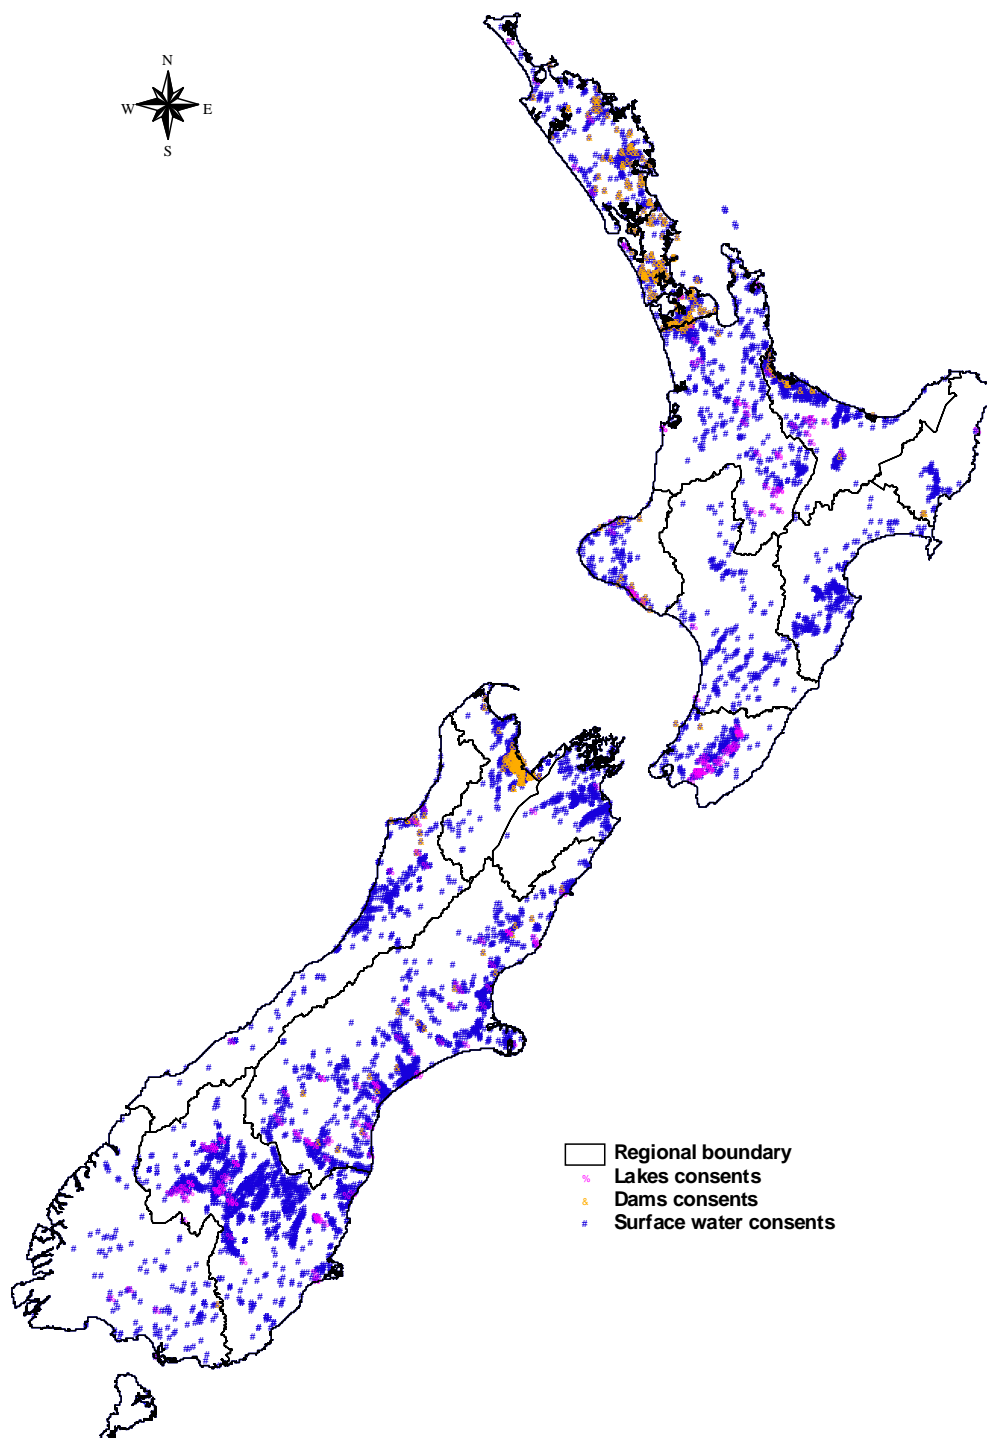 N
W E
S
Regional boundary
% Lakes consents
& Dams consents
# Surface water consents